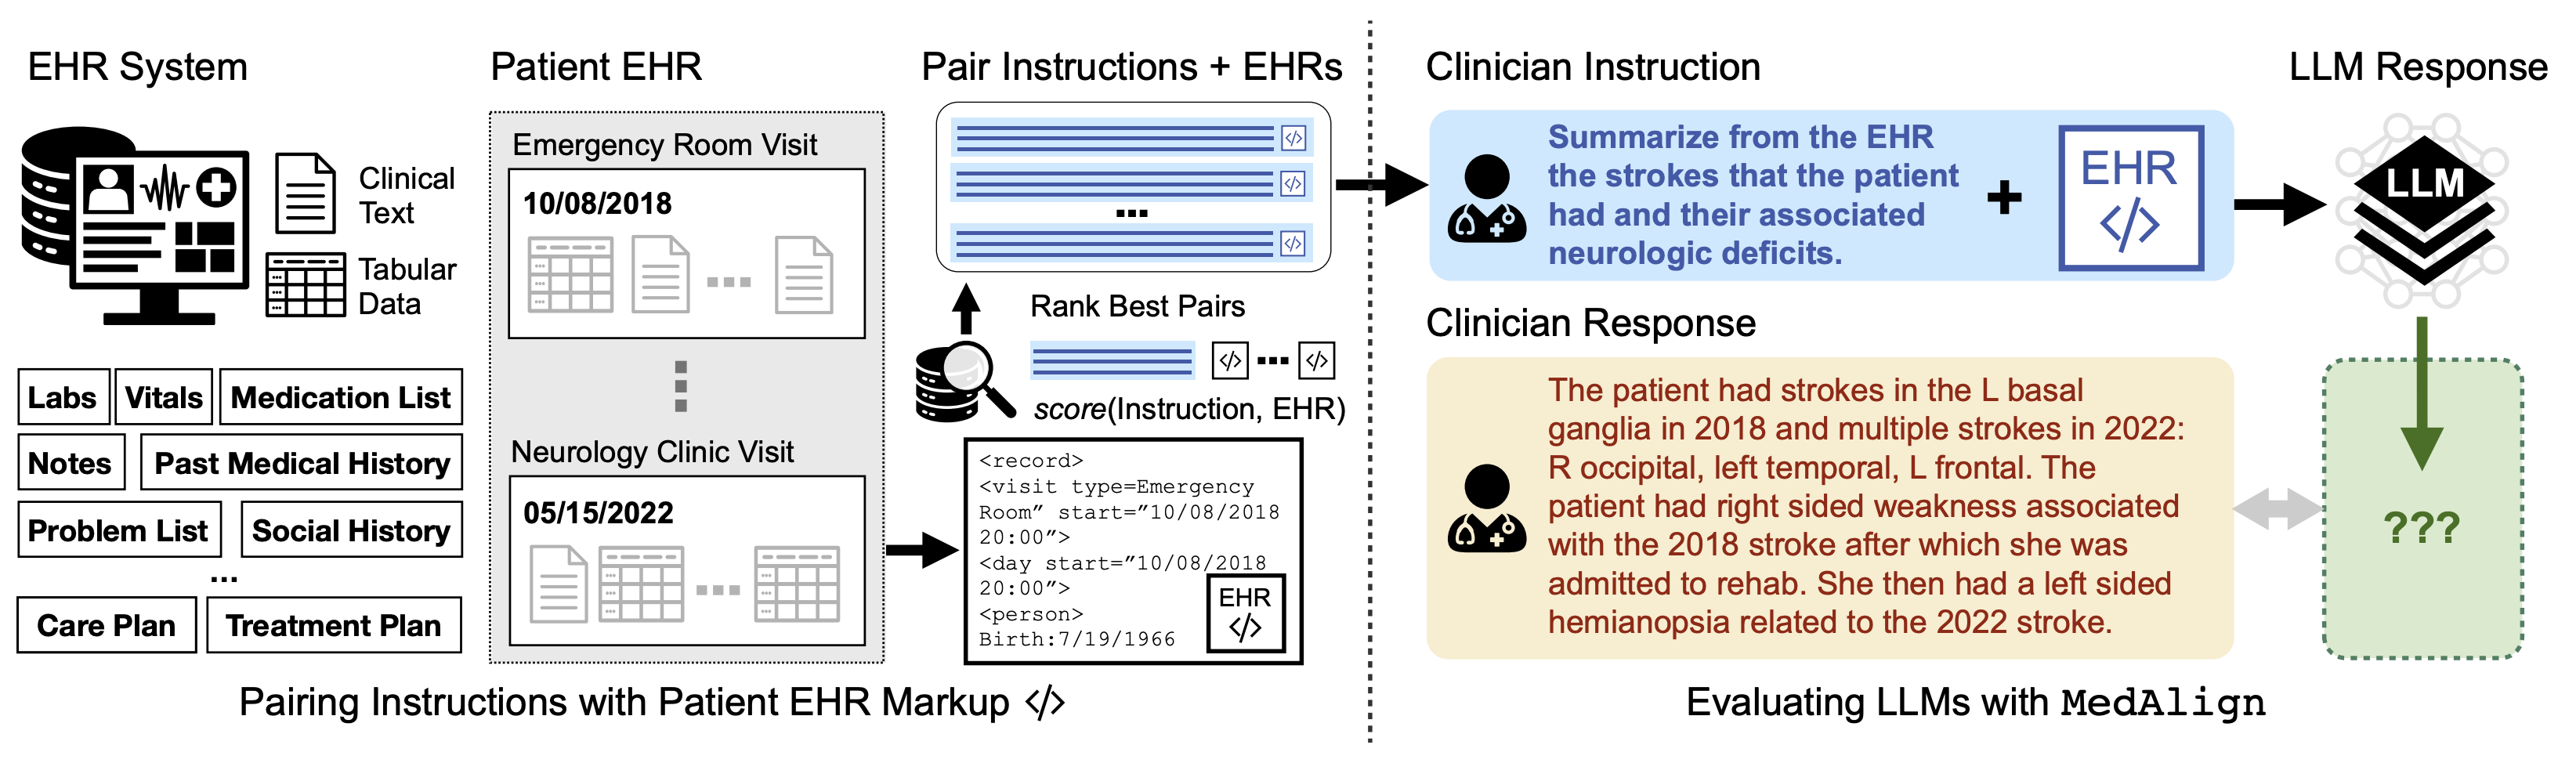 EHR System
Clinical
Text
Tabular
Data
Labs
Vitals
Medication List
Notes
Past Medical History
Problem List
Social History
...
Care Plan
Treatment Plan
Patient EHR
Emergency Room Visit
10/08/2018
Neurology Clinic Visit
05/15/2022
Pair Instructions + EHRs
</>
</>
...
</>
Rank Best Pairs
</> ... </>
score(Instruction, EHR)
<record>
<visit type=Emergency
Room” start=”10/08/2018
20:00”>
<day start=”10/08/2018
20:00”>
<person>
Birth:7/19/1966
EHR
</>
Pairing Instructions with Patient EHR Markup </>
Clinician Instruction
Summarize from the EHR
the strokes that the patient
had and their associated
neurologic deficits.
+
EHR
</>
LLM Response
LLM
Clinician Response
The patient had strokes in the L basal
ganglia in 2018 and multiple strokes in 2022:
R occipital, left temporal, L frontal. The
patient had right sided weakness associated
with the 2018 stroke after which she was
admitted to rehab. She then had a left sided
hemianopsia related to the 2022 stroke.
???
Evaluating LLMs with MedAlign